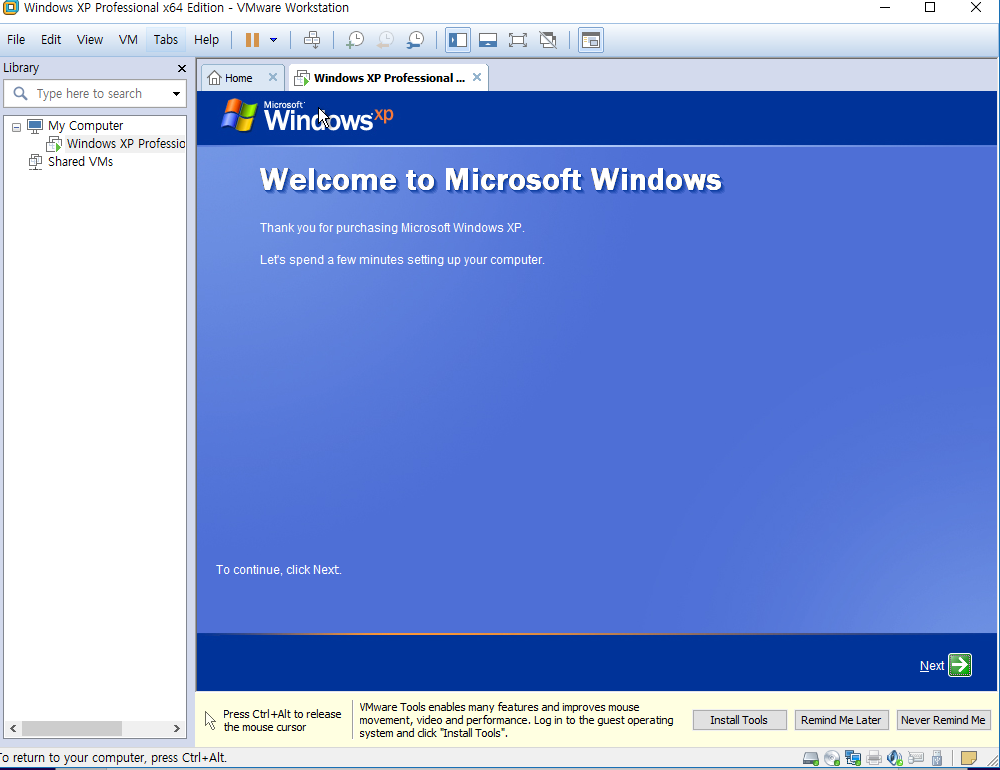 Windows XP Professional x64 Edition - VMware Workstation
File Edit View VM Tabs Help
Library
Type here to search
My Computer
Windows XP Professio
Shared VMs
Home
Windows XP Professional ...
Microsoft
Windows xp
Welcome to Microsoft Windows
Thank you for purchasing Microsoft Windows XP.
Let's spend a few minutes setting up your computer.
To continue, click Next.
Next
Press Ctrl+Alt to release
the mouse cursor
VMware Tools enables many features and improves mouse
movement, video and performance. Log in to the guest operating
system and click "Install Tools".
Install Tools
Remind Me Later
Never Remind Me
To return to your computer, press Ctrl+Alt.